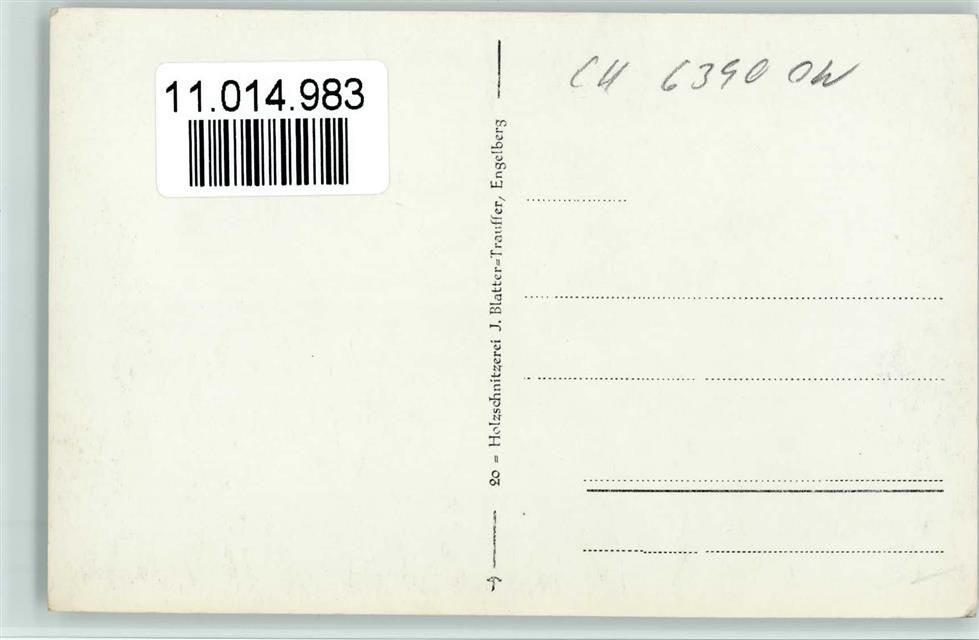 11.014.983
CH 6390 OW
20 = Holzschnitzerei J. Blatter=Trauffer, Engelberg